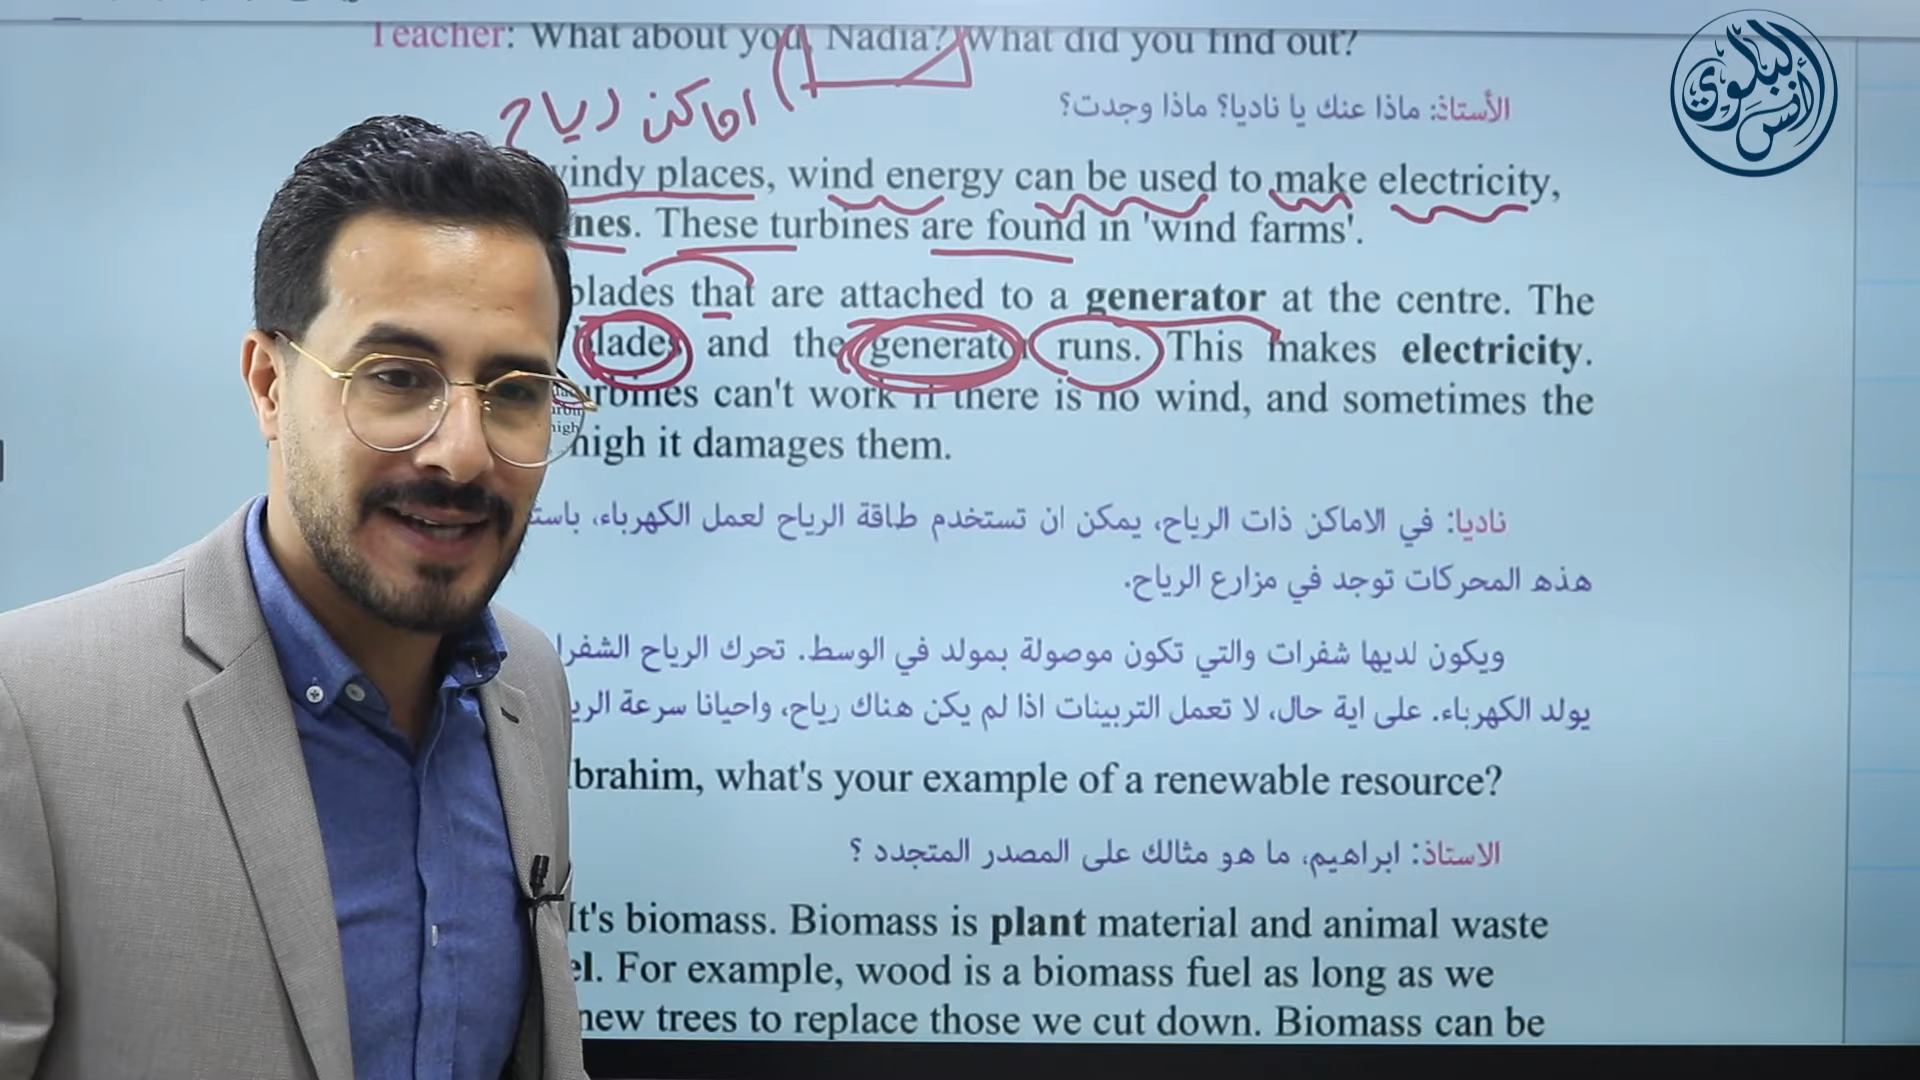 Teacher: What about you, Nadia? What did you find out?
اماكن رياح
الأستاذ: ماذا عنك يا ناديا؟ ماذا وجدت؟
windy places, wind energy can be used to make electricity,
nes. These turbines are found in 'wind farms'.
blades that are attached to a generator at the centre. The
blades and the generator runs. This makes electricity.
turbines can't work if there is no wind, and sometimes the
high it damages them.
ناديا: في الاماكن ذات الرياح، يمكن ان تستخدم طاقة الرياح لعمل الكهرباء، باست
هذه المحركات توجد في مزارع الرياح.
ويكون لديها شفرات والتي تكون موصولة بمولد في الوسط. تحرك الرياح الشفرا
يولد الكهرباء. على اية حال، لا تعمل التربينات اذا لم يكن هناك رياح، واحيانا سرعة الري
Ibrahim, what's your example of a renewable resource?
الاستاذ: ابراهيم، ما هو مثالك على المصدر المتجدد ؟
It's biomass. Biomass is plant material and animal waste
el. For example, wood is a biomass fuel as long as we
new trees to replace those we cut down. Biomass can be
أنس البكوي